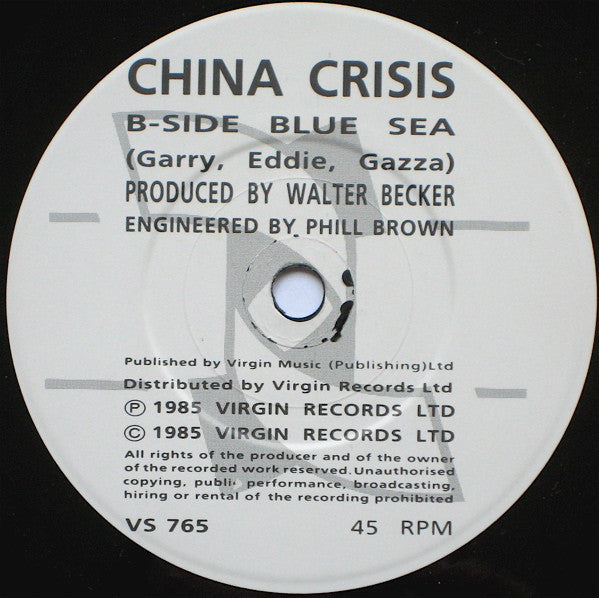 CHINA CRISIS
B-SIDE BLUE SEA
(Garry, Eddie, Gazza)
PRODUCED BY WALTER BECKER
ENGINEERED BY PHILL BROWN
Published by Virgin Music (Publishing)Ltd
Distributed by Virgin Records Ltd
Ⓟ 1985 VIRGIN RECORDS LTD
© 1985 VIRGIN RECORDS LTD
All rights of the producer and of the owner
of the recorded work reserved. Unauthorised
copying, public performance, broadcasting,
hiring or rental of the recording prohibited
VS 765 45 RPM